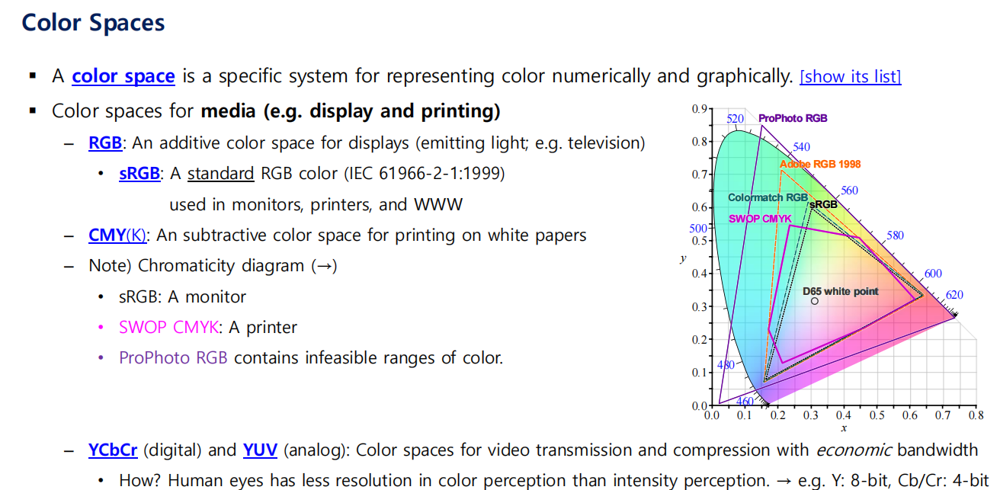 Color Spaces
▪ A color space is a specific system for representing color numerically and graphically. [show its list]
▪ Color spaces for media (e.g. display and printing)
– RGB: An additive color space for displays (emitting light; e.g. television)
• sRGB: A standard RGB color (IEC 61966-2-1:1999)
used in monitors, printers, and WWW
– CMY(K): An subtractive color space for printing on white papers
– Note) Chromaticity diagram (→)
• sRGB: A monitor
• SWOP CMYK: A printer
• ProPhoto RGB contains infeasible ranges of color.
0.9
0.8
0.7
0.6
0.5
0.4
0.3
0.2
0.1
0.0
y
520
ProPhoto RGB
540
Adobe RGB 1998
560
Colormatch RGB
sRGB
SWOP CMYK
500
580
600
D65 white point
620
480
460
0.0 0.1 0.2 0.3 0.4 0.5 0.6 0.7 0.8
x
– YCbCr (digital) and YUV (analog): Color spaces for video transmission and compression with economic bandwidth
• How? Human eyes has less resolution in color perception than intensity perception. → e.g. Y: 8-bit, Cb/Cr: 4-bit